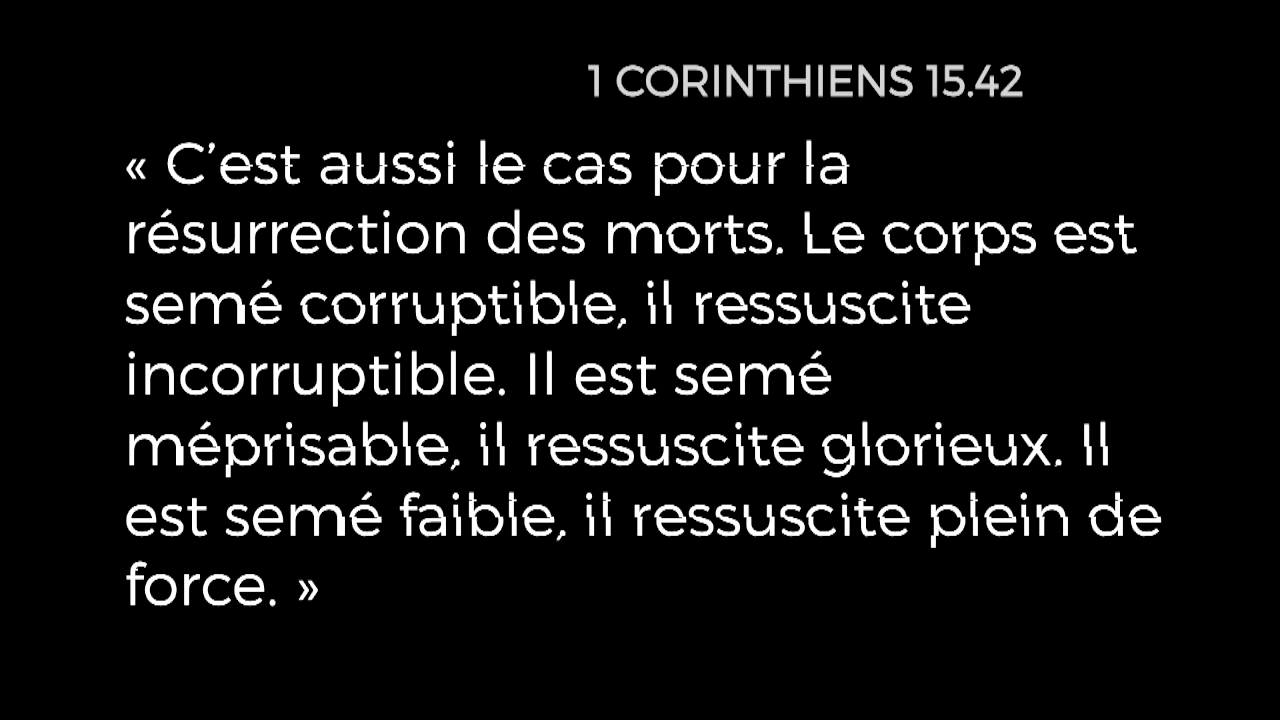 1 CORINTHIENS 15.42
« C’est aussi le cas pour la
résurrection des morts. Le corps est
semé corruptible, il ressuscite
incorruptible. Il est semé
méprisable, il ressuscite glorieux. Il
est semé faible, il ressuscite plein de
force. »